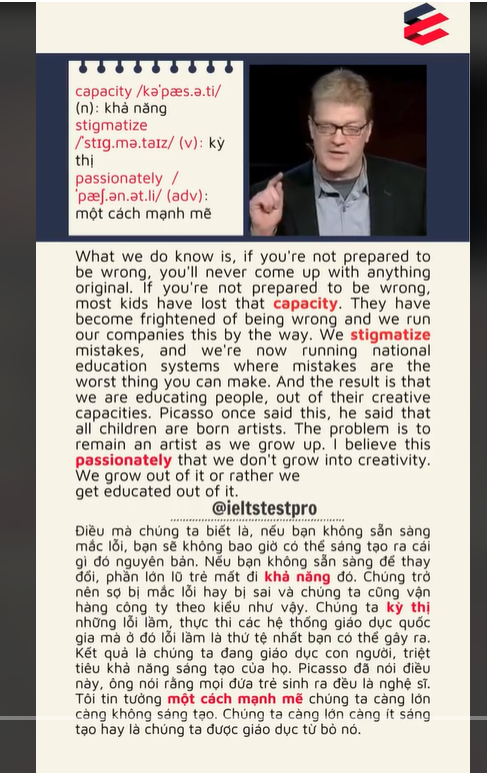 capacity /kəˈpæs.ə.ti/
(n): khả năng
stigmatize
/ˈstɪɡ.mə.taɪz/ (v): kỳ
thị
passionately /
ˈpæʃ.ən.ət.li/ (adv):
một cách mạnh mẽ
What we do know is, if you're not prepared to
be wrong, you'll never come up with anything
original. If you're not prepared to be wrong,
most kids have lost that capacity. They have
become frightened of being wrong and we run
our companies this by the way. We stigmatize
mistakes, and we're now running national
education systems where mistakes are the
worst thing you can make. And the result is that
we are educating people, out of their creative
capacities. Picasso once said this, he said that
all children are born artists. The problem is to
remain an artist as we grow up. I believe this
passionately that we don't grow into creativity.
We grow out of it or rather we
get educated out of it.
@ieltstestpro
Điều mà chúng ta biết là, nếu bạn không sẵn sàng
mắc lỗi, bạn sẽ không bao giờ có thể sáng tạo ra cái
gì đó nguyên bản. Nếu bạn không sẵn sàng để thay
đổi, phần lớn lũ trẻ mất đi khả năng đó. Chúng trở
nên sợ bị mắc lỗi hay bị sai và chúng ta cũng vận
hàng công ty theo kiểu như vậy. Chúng ta kỳ thị
những lỗi lầm, thực thi các hệ thống giáo dục quốc
gia mà ở đó lỗi lầm là thứ tệ nhất bạn có thể gây ra.
Kết quả là chúng ta đang giáo dục con người, triệt
tiêu khả năng sáng tạo của họ. Picasso đã nói điều
này, ông nói rằng mọi đứa trẻ sinh ra đều là nghệ sĩ.
Tôi tin tưởng một cách mạnh mẽ chúng ta càng lớn
càng không sáng tạo. Chúng ta càng lớn càng ít sáng
tạo hay là chúng ta được giáo dục từ bỏ nó.